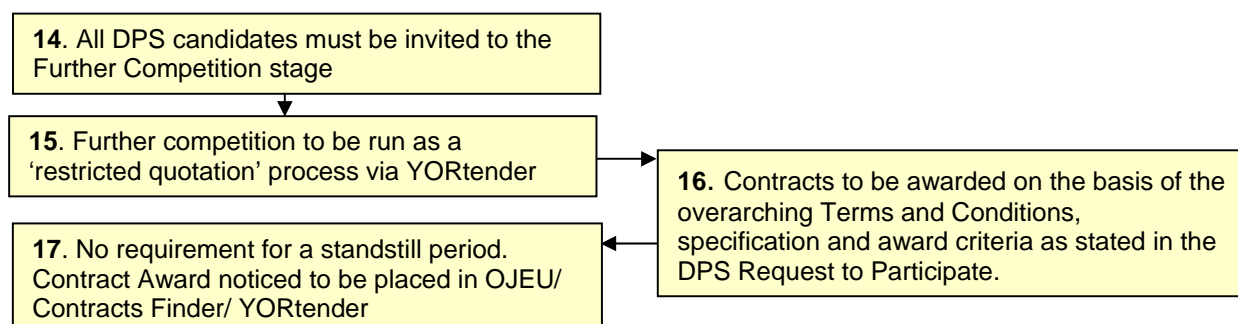 14. All DPS candidates must be invited to the
Further Competition stage
15. Further competition to be run as a
‘restricted quotation’ process via YORtender
16. Contracts to be awarded on the basis of the
overarching Terms and Conditions,
specification and award criteria as stated in the
DPS Request to Participate.
17. No requirement for a standstill period.
Contract Award noticed to be placed in OJEU/
Contracts Finder/ YORtender